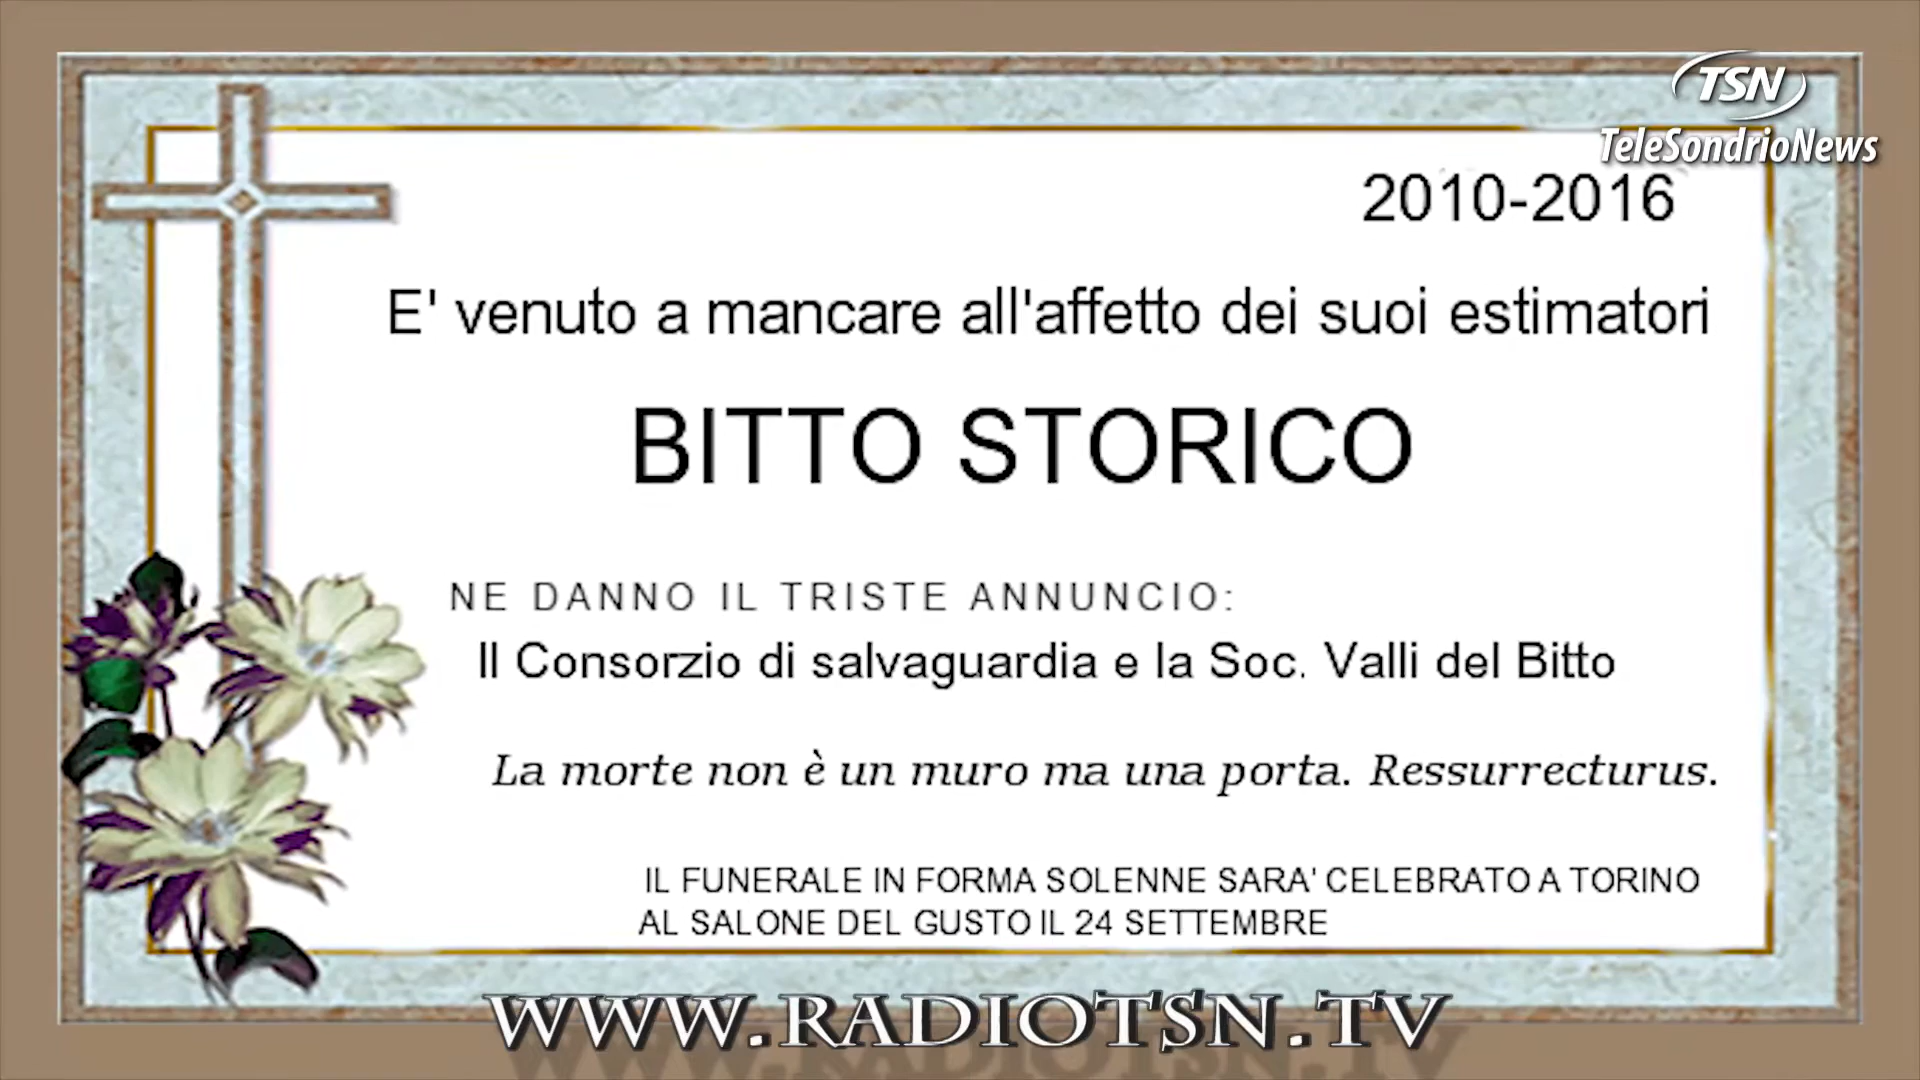 TSN
TeleSondrioNews
2010-2016
E' venuto a mancare all'affetto dei suoi estimatori
BITTO STORICO
NE DANNO IL TRISTE ANNUNCIO:
Il Consorzio di salvaguardia e la Soc. Valli del Bitto
La morte non è un muro ma una porta. Ressurrecturus.
IL FUNERALE IN FORMA SOLENNE SARA' CELEBRATO A TORINO
AL SALONE DEL GUSTO IL 24 SETTEMBRE
WWW.RADIOTSN.TV